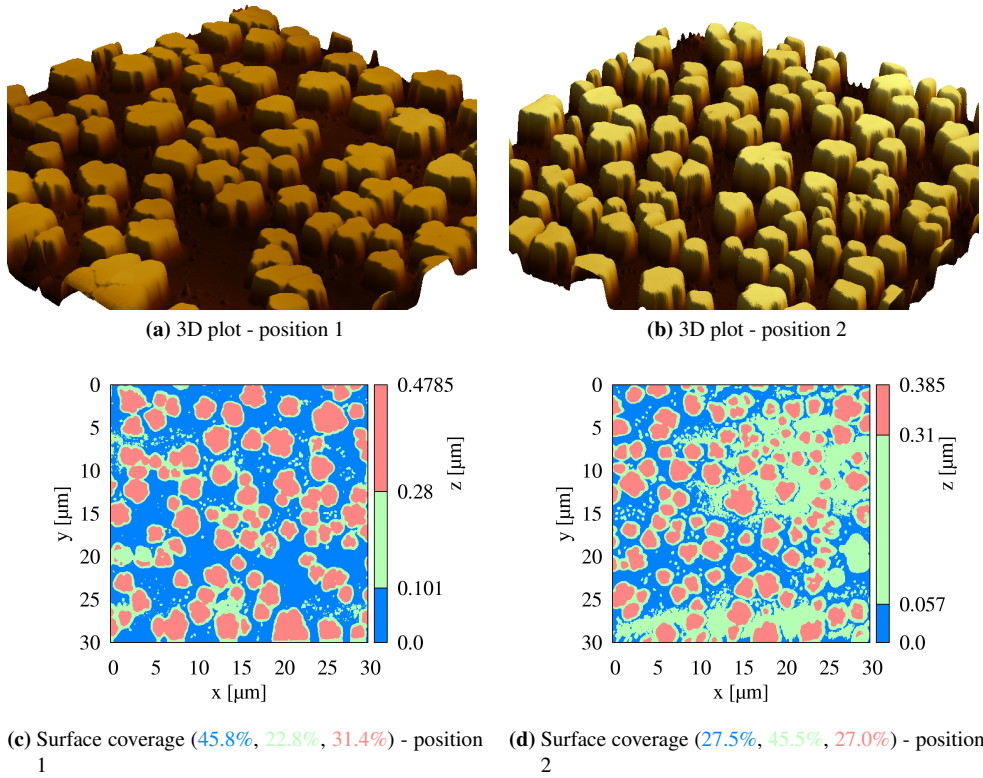 (a) 3D plot - position 1
(b) 3D plot - position 2
0
5
10
15
20
25
30
y [μm]
0 5 10 15 20 25 30
x [μm]
0.4785
0.28
0.101
0.0
z [μm]
0
5
10
15
20
25
30
y [μm]
0 5 10 15 20 25 30
x [μm]
0.385
0.31
0.057
0.0
z [μm]
(c) Surface coverage (45.8%, 22.8%, 31.4%) - position
1
(d) Surface coverage (27.5%, 45.5%, 27.0%) - position
2